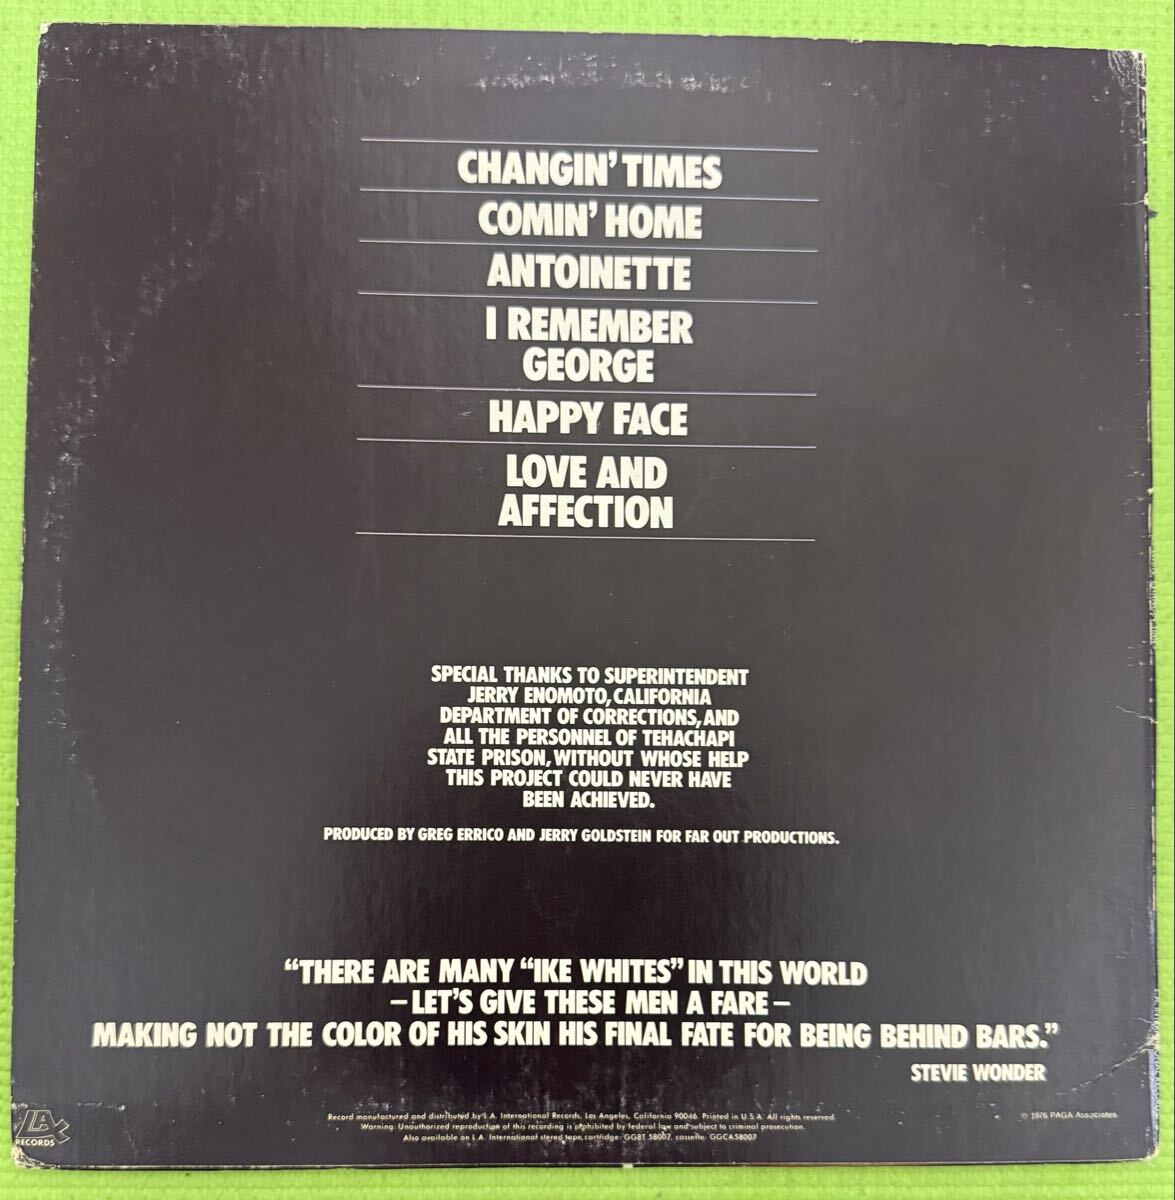 CHANGIN' TIMES
COMIN' HOME
ANTOINETTE
I REMEMBER
GEORGE
HAPPY FACE
LOVE AND
AFFECTION
SPECIAL THANKS TO SUPERINTENDENT
JERRY ENOMOTO, CALIFORNIA
DEPARTMENT OF CORRECTIONS, AND
ALL THE PERSONNEL OF TEHACHAPI
STATE PRISON, WITHOUT WHOSE HELP
THIS PROJECT COULD NEVER HAVE
BEEN ACHIEVED.
PRODUCED BY GREG ERRICO AND JERRY GOLDSTEIN FOR FAR OUT PRODUCTIONS.
“THERE ARE MANY “IKE WHITES” IN THIS WORLD
–LET'S GIVE THESE MEN A FARE–
MAKING NOT THE COLOR OF HIS SKIN HIS FINAL FATE FOR BEING BEHIND BARS.”
STEVIE WONDER
LAX
RECORDS
Record manufactured and distributed by L.A. International Records, Los Angeles, California 90046. Printed in U.S.A. All rights reserved.
Warning: Unauthorized reproduction of this recording is prohibited by federal law and subject to criminal prosecution.
Also available on L.A. International stereo tape, cartridge: GG8T 58007, cassette: GGCA58007
© 1976 PAGA Associates